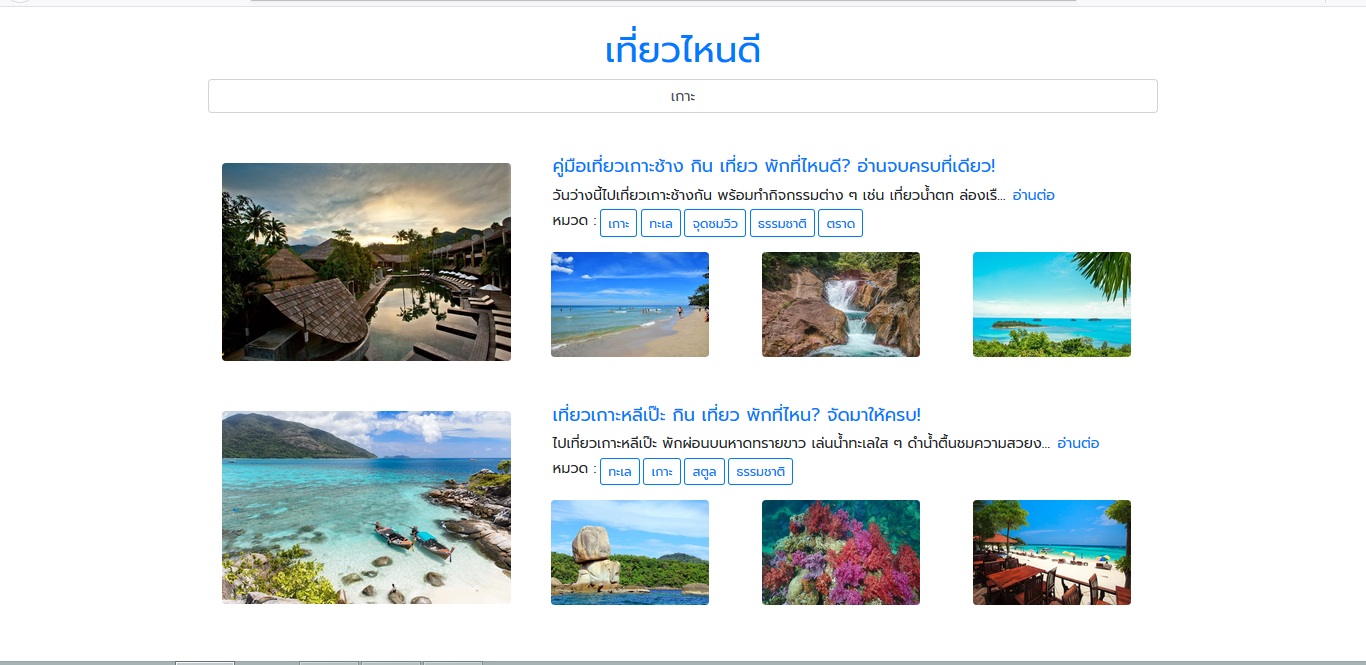 เที่ยวไหนดี
เกาะ
คู่มือเที่ยวเกาะช้าง กิน เที่ยว พักที่ไหนดี? อ่านจบครบที่เดียว!
วันว่างนี้ไปเที่ยวเกาะช้างกัน พร้อมทำกิจกรรมต่าง ๆ เช่น เที่ยวน้ำตก ล่องเรื... อ่านต่อ
หมวด : เกาะ ทะเล จุดชมวิว ธรรมชาติ ตราด
เที่ยวเกาะหลีเป๊ะ กิน เที่ยว พักที่ไหน? จัดมาให้ครบ!
ไปเที่ยวเกาะหลีเป๊ะ พักผ่อนบนหาดทรายขาว เล่นน้ำทะเลใส ๆ ดำน้ำตื้นชมความสวยง... อ่านต่อ
หมวด : ทะเล เกาะ สตูล ธรรมชาติ